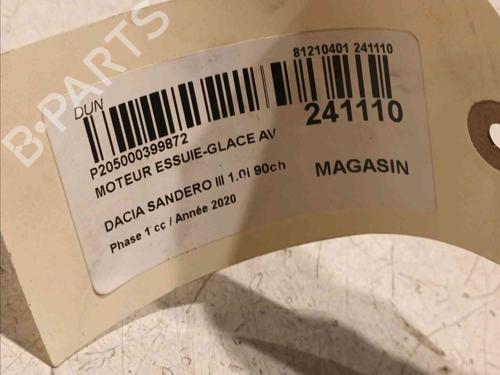 B-PARTS
DUN
81210401 241110
P205000399872
241110
MOTEUR ESSUIE-GLACE AV
MAGASIN
DACIA SANDERO III 1.0i 90ch
Phase 1 cc / Année 2020